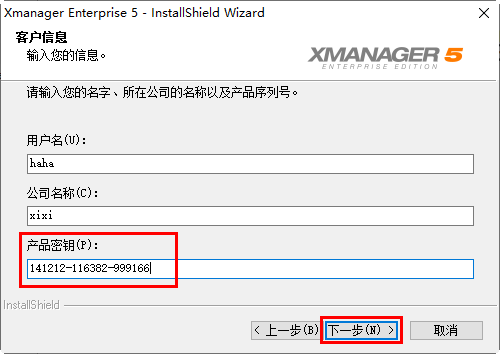 Xmanager Enterprise 5 - InstallShield Wizard
客户信息
输入您的信息。
XMANAGER 5
ENTERPRISE EDITION
请输入您的名字、所在公司的名称以及产品序列号。
用户名(U):
haha
公司名称(C):
xixi
产品密钥(P):
141212-116382-999166
InstallShield
< 上一步(B) 下一步(N) > 取消